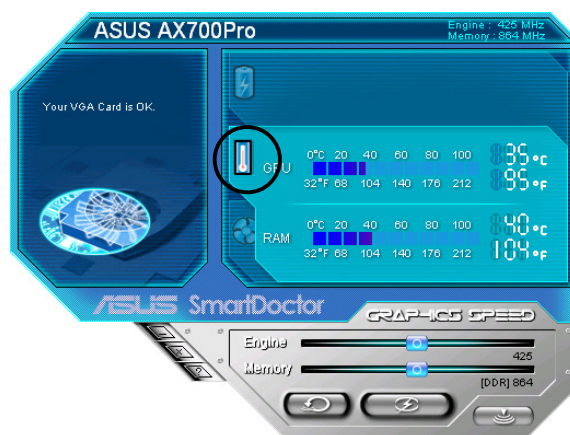 ASUS AX700Pro
Engine : 425 MHz
Memory : 864 MHz
Your VGA Card is OK.
GPU
0°C 20 40 60 80 100
32°F 68 104 140 176 212
35°C
95°F
RAM
0°C 20 40 60 80 100
32°F 68 104 140 176 212
40°C
104°F
ASUS SmartDoctor
GRAPHICS SPEED
Engine
425
Memory
[DDR] 864